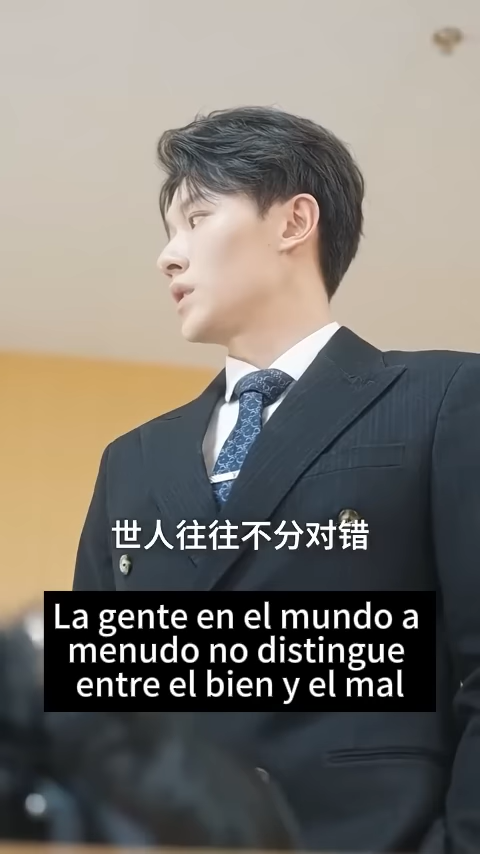 世人往往不分对错
La gente en el mundo a
menudo no distingue
entre el bien y el mal